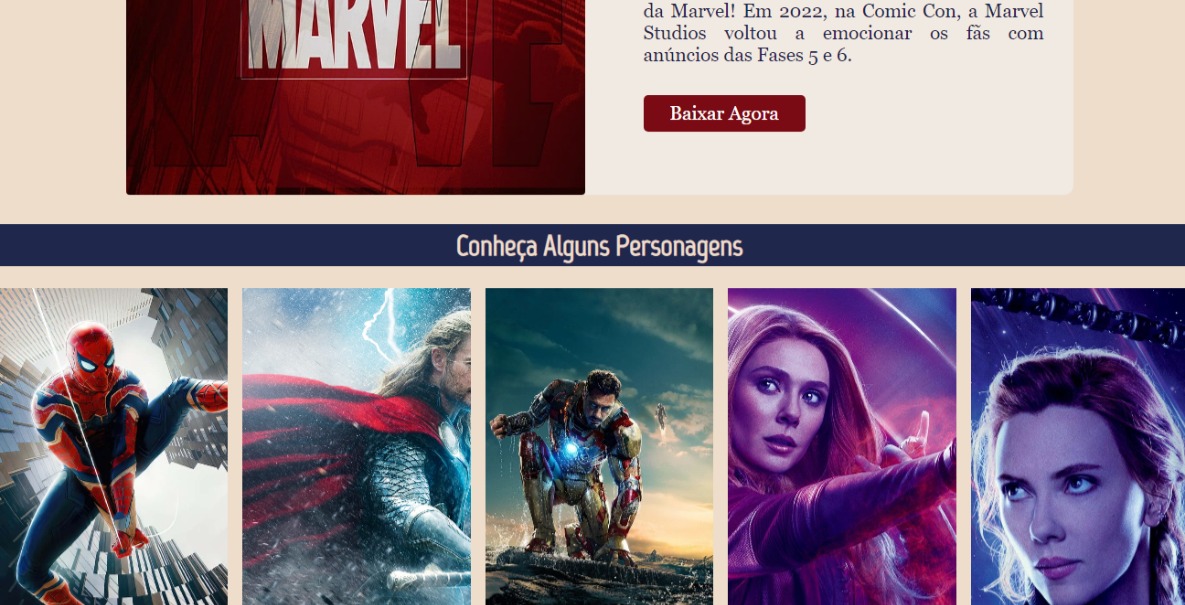 MARVEL
da Marvel! Em 2022, na Comic Con, a Marvel
Studios voltou a emocionar os fãs com
anúncios das Fases 5 e 6.
Baixar Agora
Conheça Alguns Personagens